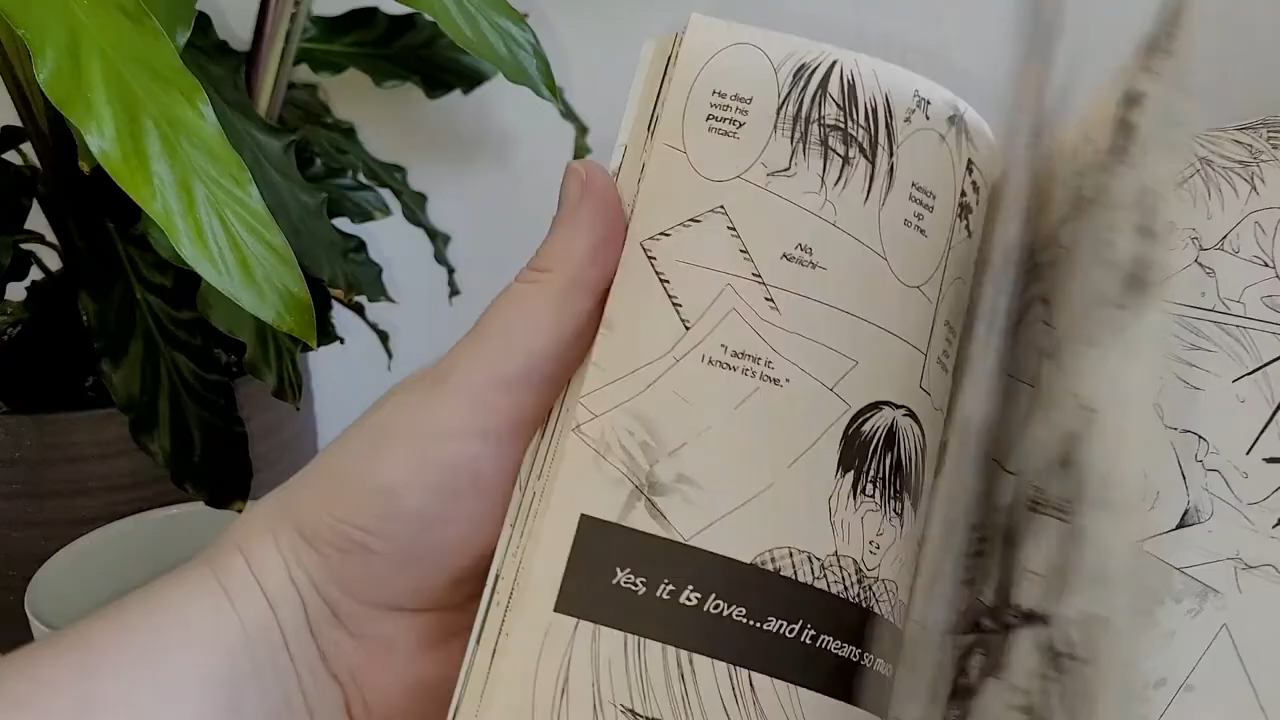 He died
with his
purity
intact.
Pant
Keiichi
looked
up
to me.
No,
Keiichi—
"I admit it.
I know it's love."
Yes, it is love...and it means so muc